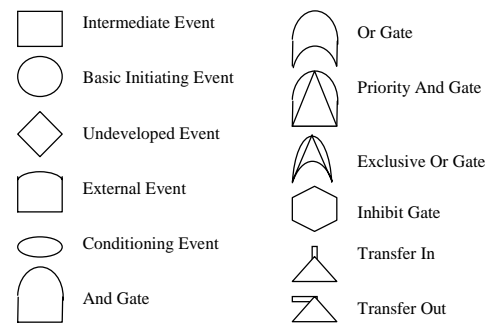 Intermediate Event
Basic Initiating Event
Undeveloped Event
External Event
Conditioning Event
And Gate
Or Gate
Priority And Gate
Exclusive Or Gate
Inhibit Gate
Transfer In
Transfer Out